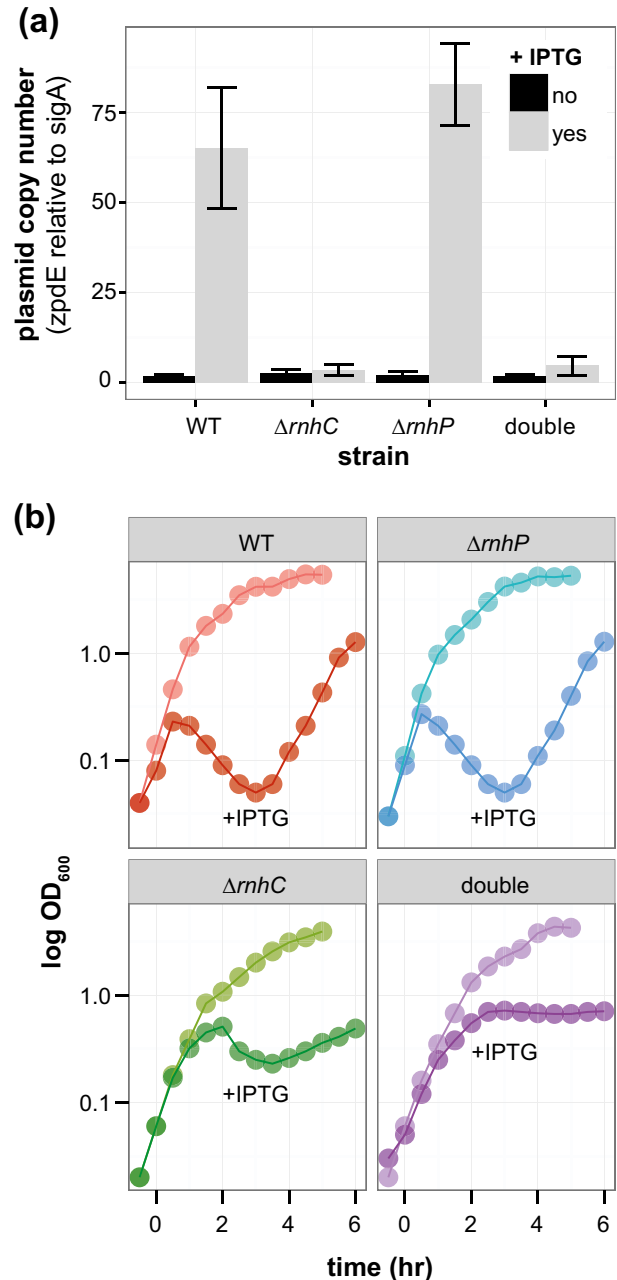 (a)
plasmid copy number
(zpdE relative to sigA)
75
50
25
0
+ IPTG
no
yes
WT
ΔrnhC
ΔrnhP
double
strain
(b)
log OD600
WT
ΔrnhP
1.0
0.1
+IPTG
+IPTG
ΔrnhC
double
1.0
0.1
+IPTG
+IPTG
0 2 4 6 0 2 4 6
time (hr)